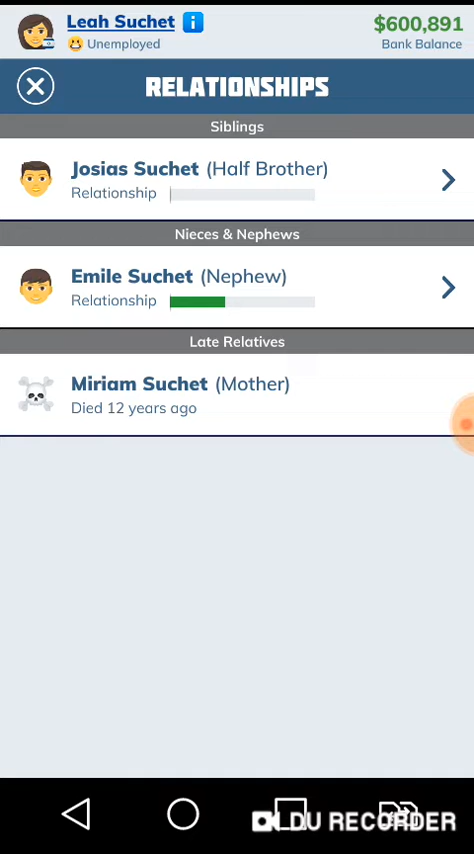 Leah Suchet
$600,891
Unemployed
Bank Balance
RELATIONSHIPS
Siblings
Josias Suchet (Half Brother)
Relationship
Nieces & Nephews
Emile Suchet (Nephew)
Relationship
Late Relatives
Miriam Suchet (Mother)
Died 12 years ago
DU RECORDER